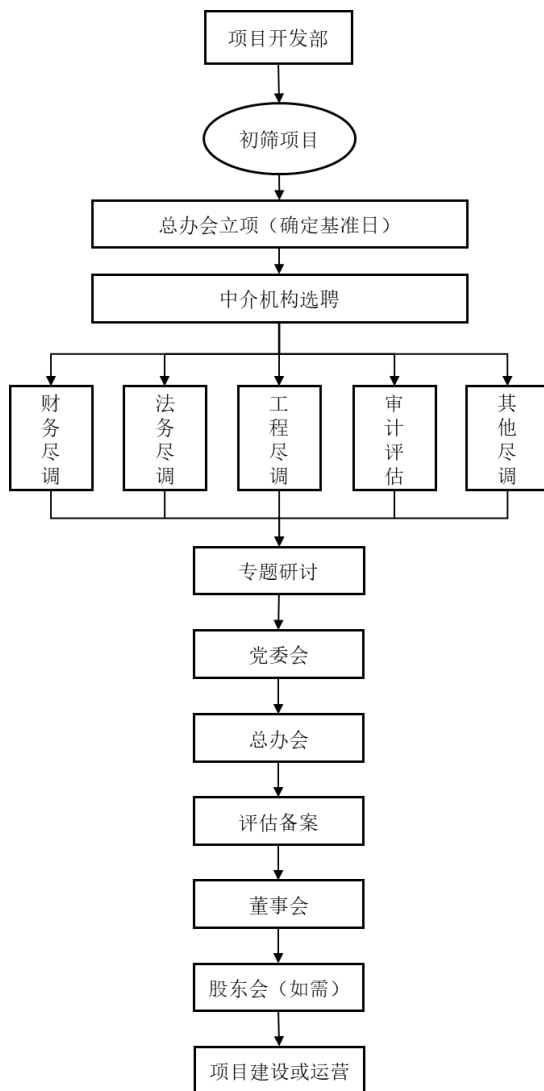 项目开发部
初筛项目
总办会立项（确定基准日）
中介机构选聘
财务尽调
法务尽调
工程尽调
审计评估
其他尽调
专题研讨
党委会
总办会
评估备案
董事会
股东会（如需）
项目建设或运营